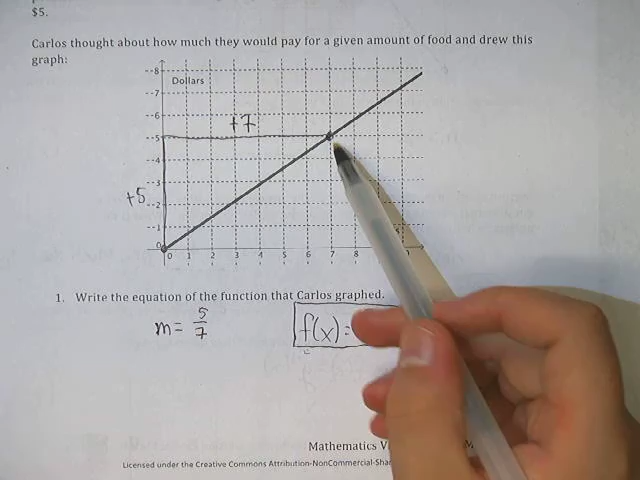 $5.
Carlos thought about how much they would pay for a given amount of food and drew this
graph:
8
Dollars
7
6
+7
5
4
3
+5
2
1
0
0 1 2 3 4 5 6 7 8
1. Write the equation of the function that Carlos graphed.
m = 5/7
f(x) =
Mathematics
Licensed under the Creative Commons Attribution-NonCommercial-Shar